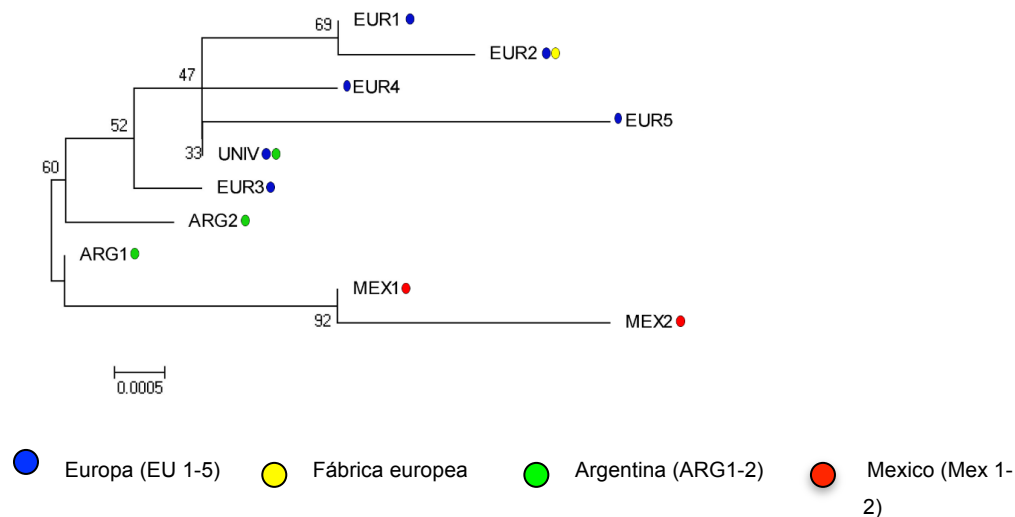 69
EUR1
EUR2
47
EUR4
EUR5
52
33
UNIV
60
EUR3
ARG2
ARG1
MEX1
92
MEX2
0.0005
Europa (EU 1-5)
Fábrica europea
Argentina (ARG1-2)
Mexico (Mex 1-
2)